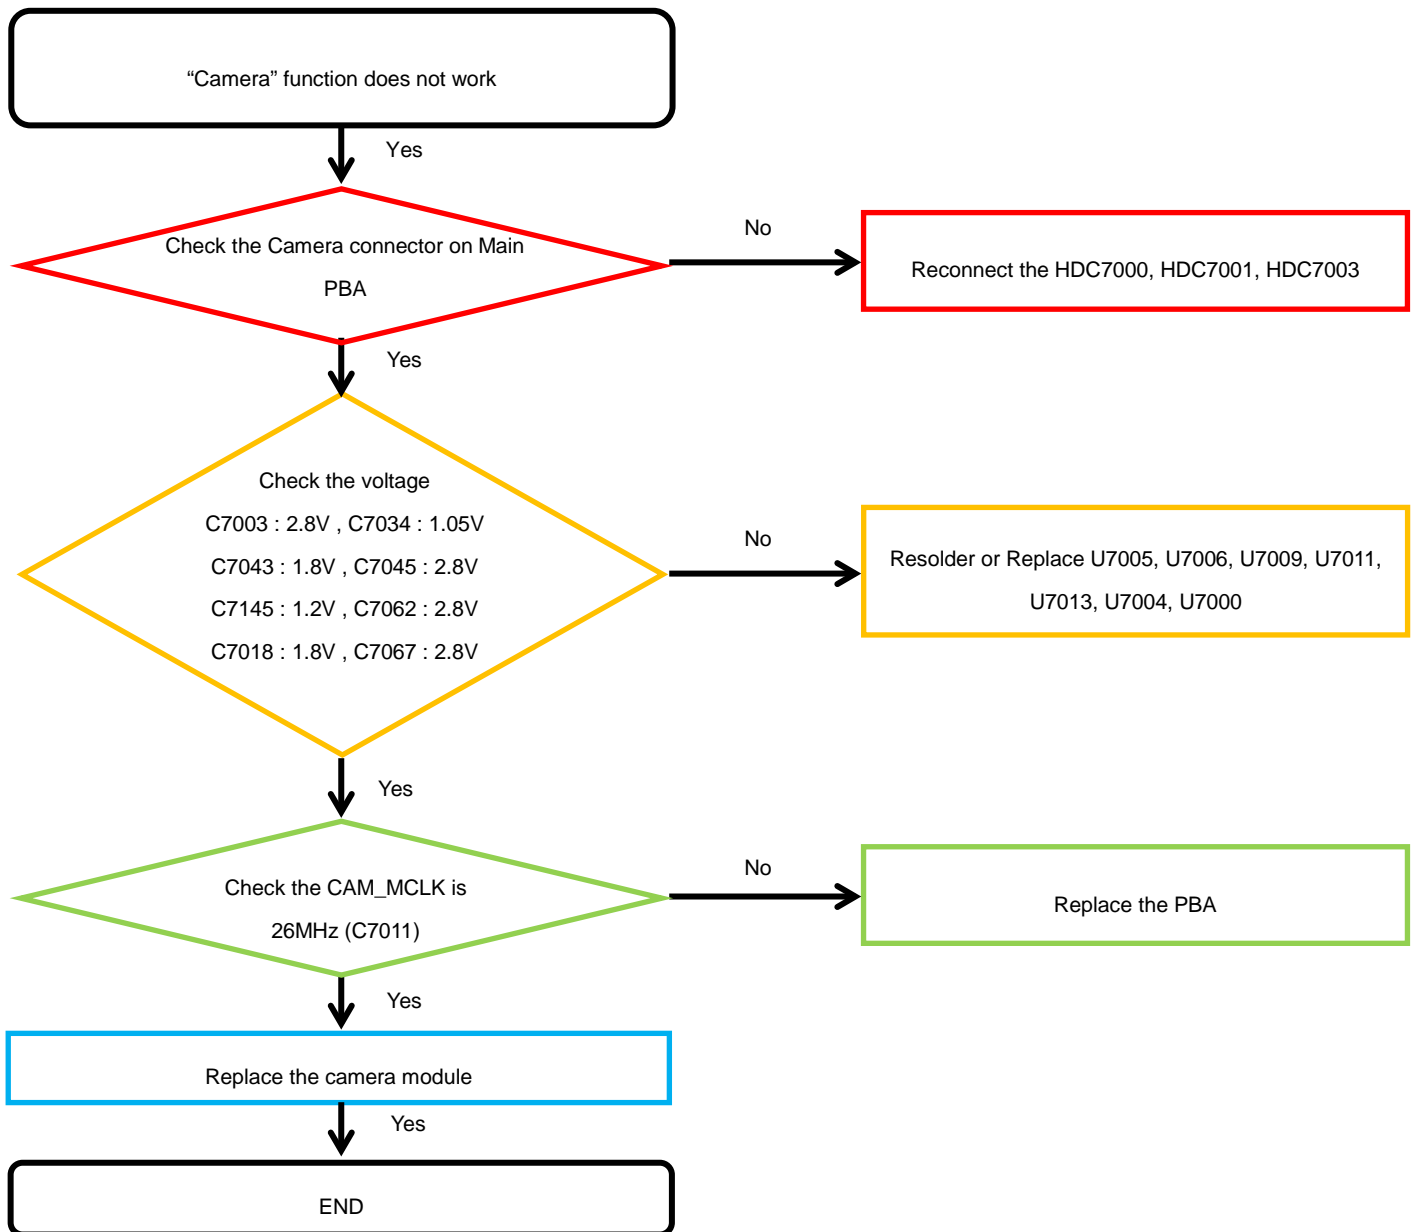 “Camera” function does not work
Yes
Check the Camera connector on Main
PBA
No
Reconnect the HDC7000, HDC7001, HDC7003
Yes
Check the voltage
C7003 : 2.8V , C7034 : 1.05V
C7043 : 1.8V , C7045 : 2.8V
C7145 : 1.2V , C7062 : 2.8V
C7018 : 1.8V , C7067 : 2.8V
No
Resolder or Replace U7005, U7006, U7009, U7011,
U7013, U7004, U7000
Yes
Check the CAM_MCLK is
26MHz (C7011)
No
Replace the PBA
Yes
Replace the camera module
Yes
END